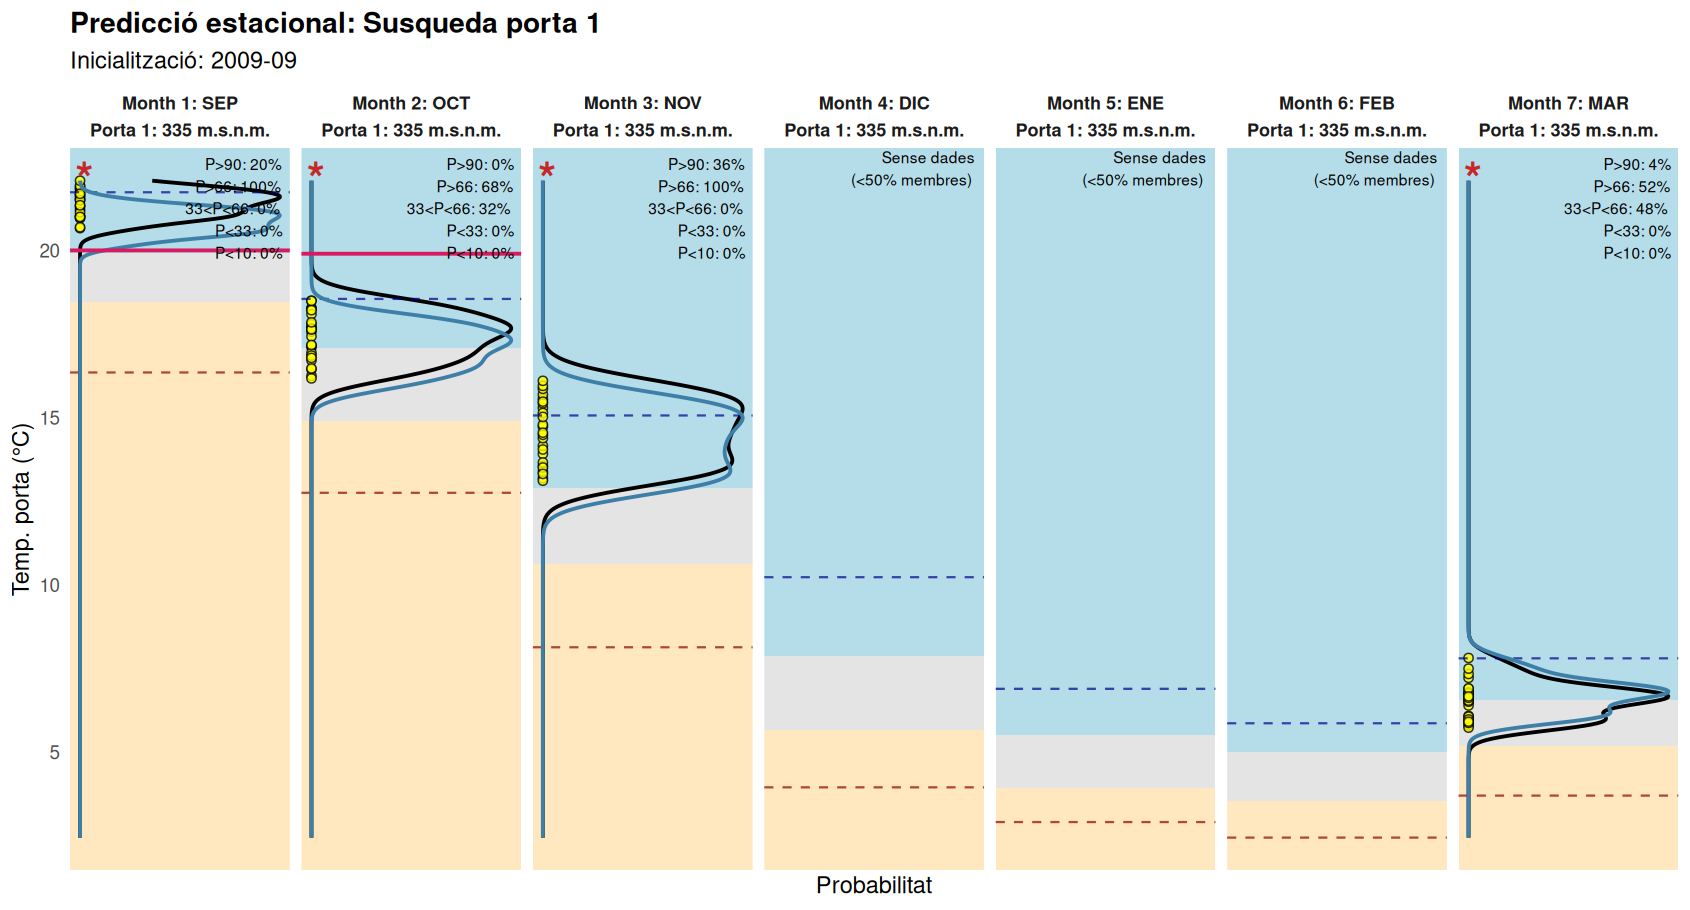 Predicció estacional: Susqueda porta 1
Inicialització: 2009-09
Month 1: SEP
Porta 1: 335 m.s.n.m.
Month 2: OCT
Porta 1: 335 m.s.n.m.
Month 3: NOV
Porta 1: 335 m.s.n.m.
Month 4: DIC
Porta 1: 335 m.s.n.m.
Month 5: ENE
Porta 1: 335 m.s.n.m.
Month 6: FEB
Porta 1: 335 m.s.n.m.
Month 7: MAR
Porta 1: 335 m.s.n.m.
*
P>90: 20%
P>66: 100%
33<P<66: 0%
P<33: 0%
P<10: 0%
*
P>90: 0%
P>66: 68%
33<P<66: 32%
P<33: 0%
P<10: 0%
*
P>90: 36%
P>66: 100%
33<P<66: 0%
P<33: 0%
P<10: 0%
Sense dades
(<50% membres)
Sense dades
(<50% membres)
Sense dades
(<50% membres)
*
P>90: 4%
P>66: 52%
33<P<66: 48%
P<33: 0%
P<10: 0%
20
15
10
5
Temp. porta (°C)
Probabilitat